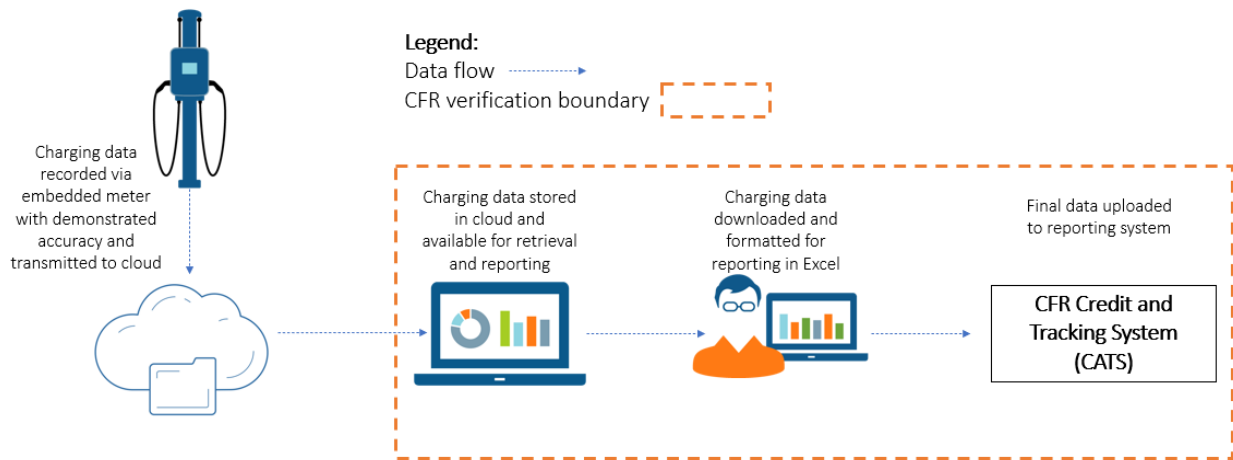 Legend:
Data flow
CFR verification boundary
Charging data
recorded via
embedded meter
with demonstrated
accuracy and
transmitted to cloud
Charging data stored
in cloud and
available for retrieval
and reporting
Charging data
downloaded and
formatted for
reporting in Excel
Final data uploaded
to reporting system
CFR Credit and
Tracking System
(CATS)